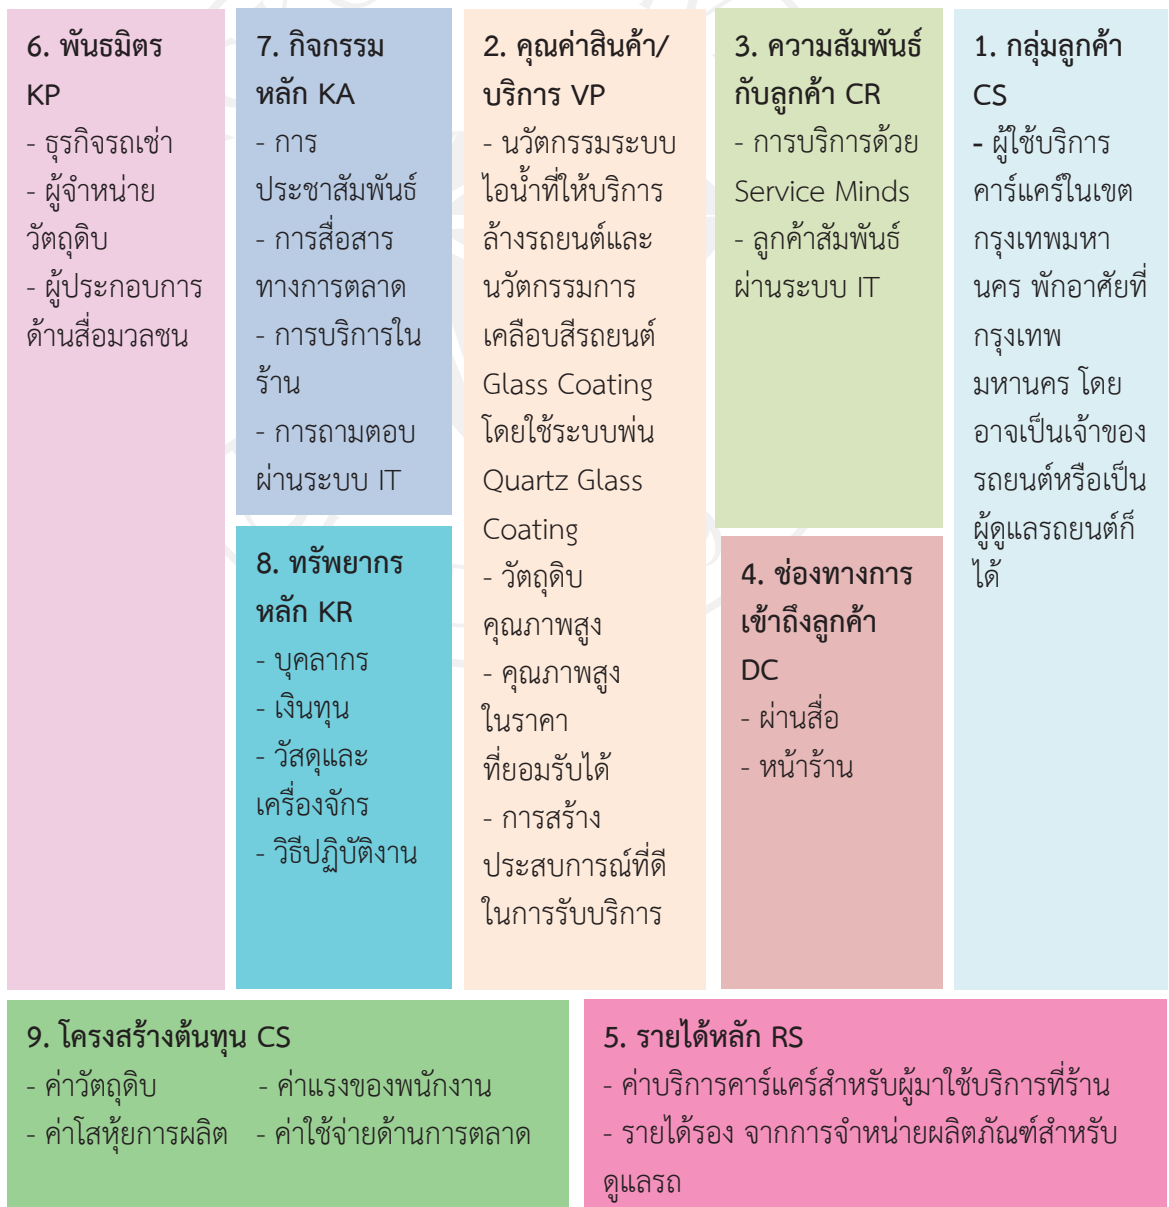 6. พันธมิตร
KP
- ธุรกิจรถเช่า
- ผู้จำหน่าย
วัตถุดิบ
- ผู้ประกอบการ
ด้านสื่อมวลชน
7. กิจกรรม
หลัก KA
- การ
ประชาสัมพันธ์
- การสื่อสาร
ทางการตลาด
- การบริการใน
ร้าน
- การถามตอบ
ผ่านระบบ IT
8. ทรัพยากร
หลัก KR
- บุคลากร
- เงินทุน
- วัสดุและ
เครื่องจักร
- วิธีปฏิบัติงาน
2. คุณค่าสินค้า/
บริการ VP
- นวัตกรรมระบบ
ไอน้ำที่ให้บริการ
ล้างรถยนต์และ
นวัตกรรมการ
เคลือบสีรถยนต์
Glass Coating
โดยใช้ระบบพ่น
Quartz Glass
Coating
- วัตถุดิบ
คุณภาพสูง
- คุณภาพสูง
ในราคา
ที่ยอมรับได้
- การสร้าง
ประสบการณ์ที่ดี
ในการรับบริการ
3. ความสัมพันธ์
กับลูกค้า CR
- การบริการด้วย
Service Minds
- ลูกค้าสัมพันธ์
ผ่านระบบ IT
4. ช่องทางการ
เข้าถึงลูกค้า
DC
- ผ่านสื่อ
- หน้าร้าน
1. กลุ่มลูกค้า
CS
- ผู้ใช้บริการ
คาร์แคร์ในเขต
กรุงเทพมหา
นคร พักอาศัยที่
กรุงเทพ
มหานคร โดย
อาจเป็นเจ้าของ
รถยนต์หรือเป็น
ผู้ดูแลรถยนต์ก็
ได้
9. โครงสร้างต้นทุน CS
- ค่าวัตถุดิบ - ค่าแรงของพนักงาน
- ค่าโสหุ้ยการผลิต - ค่าใช้จ่ายด้านการตลาด
5. รายได้หลัก RS
- ค่าบริการคาร์แคร์สำหรับผู้มาใช้บริการที่ร้าน
- รายได้รอง จากการจำหน่ายผลิตภัณฑ์สำหรับ
ดูแลรถ